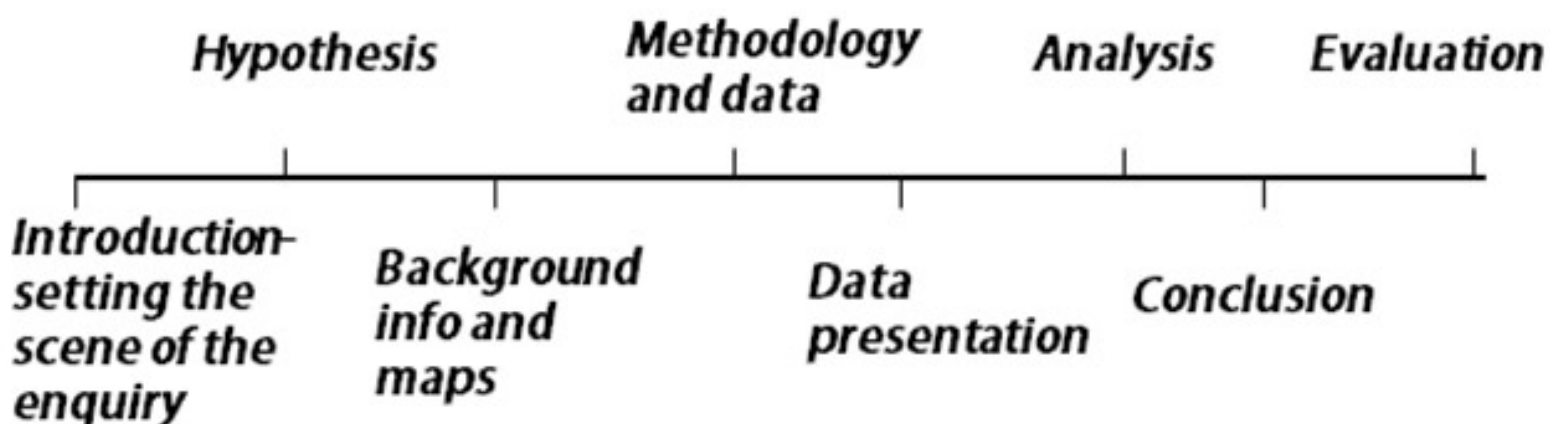 Hypothesis
Methodology
and data
Analysis
Evaluation
Introduction-
setting the
scene of the
enquiry
Background
info and
maps
Data
presentation
Conclusion